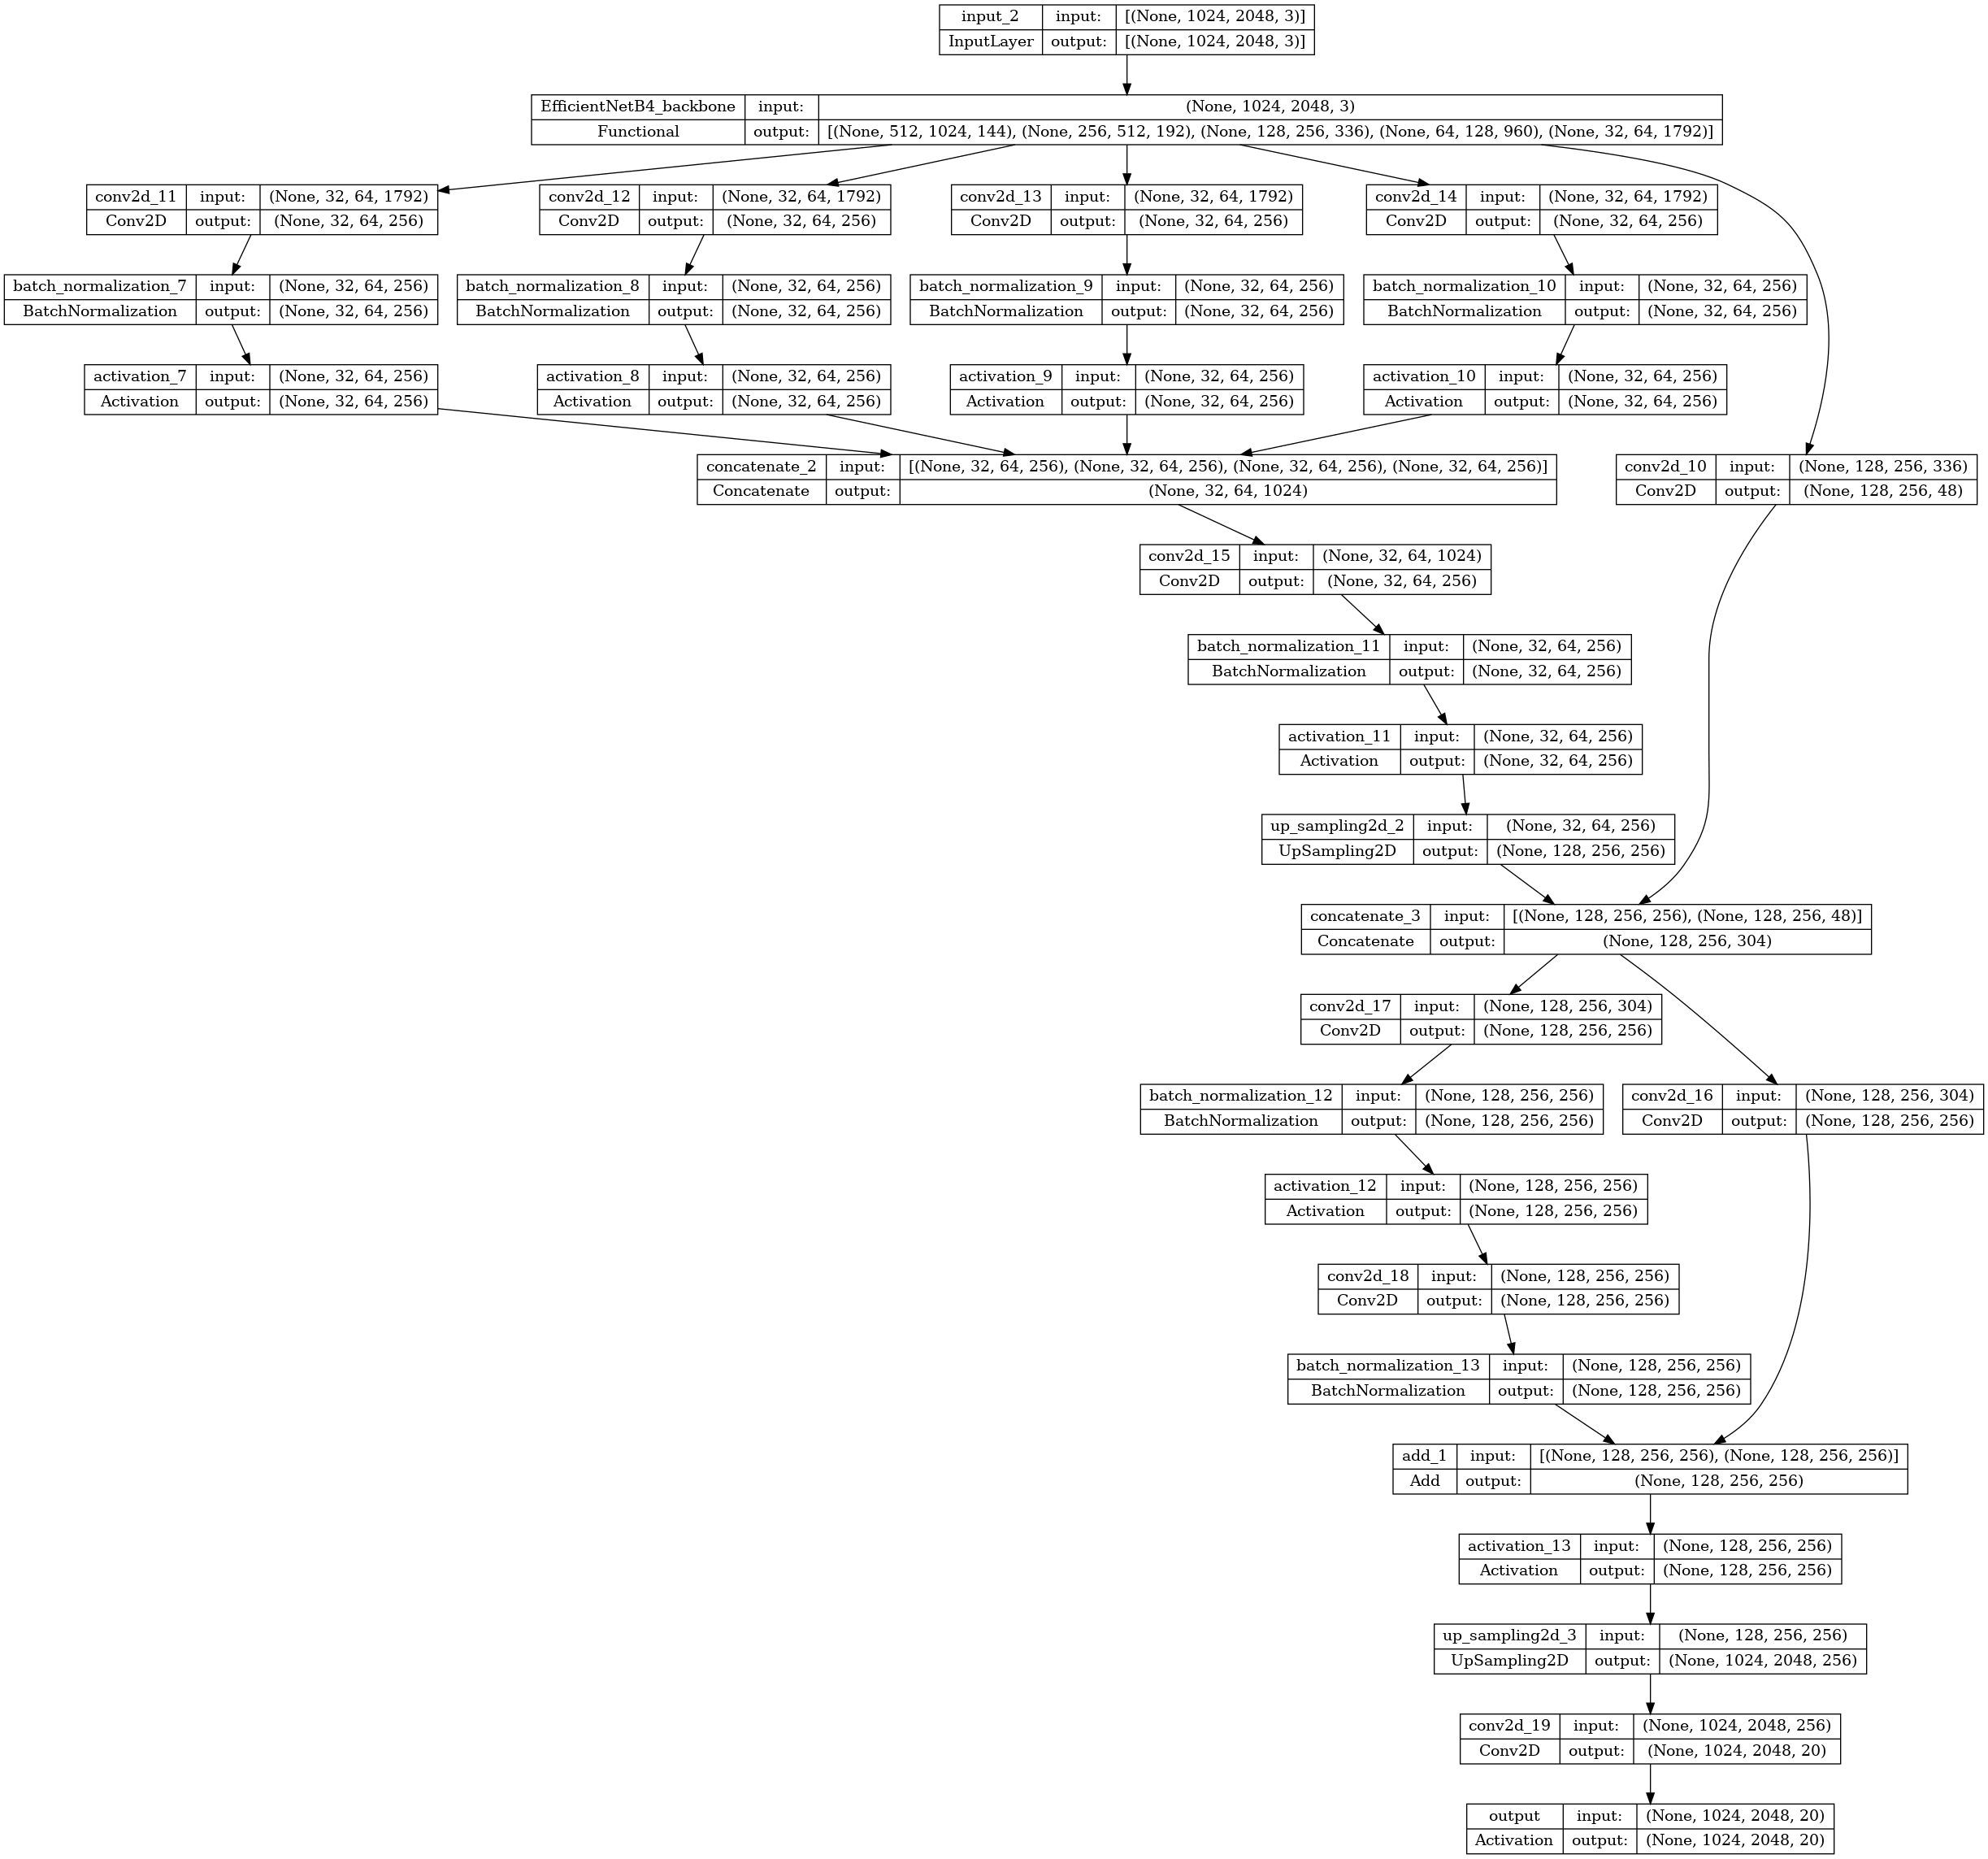 input_2 input: [(None, 1024, 2048, 3)]
InputLayer output: [(None, 1024, 2048, 3)]
EfficientNetB4_backbone input: (None, 1024, 2048, 3)
Functional output: [(None, 512, 1024, 144), (None, 256, 512, 192), (None, 128, 256, 336), (None, 64, 128, 960), (None, 32, 64, 1792)]
conv2d_11 input: (None, 32, 64, 1792)
Conv2D output: (None, 32, 64, 256)
conv2d_12 input: (None, 32, 64, 1792)
Conv2D output: (None, 32, 64, 256)
conv2d_13 input: (None, 32, 64, 1792)
Conv2D output: (None, 32, 64, 256)
conv2d_14 input: (None, 32, 64, 1792)
Conv2D output: (None, 32, 64, 256)
batch_normalization_7 input: (None, 32, 64, 256)
BatchNormalization output: (None, 32, 64, 256)
batch_normalization_8 input: (None, 32, 64, 256)
BatchNormalization output: (None, 32, 64, 256)
batch_normalization_9 input: (None, 32, 64, 256)
BatchNormalization output: (None, 32, 64, 256)
batch_normalization_10 input: (None, 32, 64, 256)
BatchNormalization output: (None, 32, 64, 256)
activation_7 input: (None, 32, 64, 256)
Activation output: (None, 32, 64, 256)
activation_8 input: (None, 32, 64, 256)
Activation output: (None, 32, 64, 256)
activation_9 input: (None, 32, 64, 256)
Activation output: (None, 32, 64, 256)
activation_10 input: (None, 32, 64, 256)
Activation output: (None, 32, 64, 256)
concatenate_2 input: [(None, 32, 64, 256), (None, 32, 64, 256), (None, 32, 64, 256), (None, 32, 64, 256)]
Concatenate output: (None, 32, 64, 1024)
conv2d_10 input: (None, 128, 256, 336)
Conv2D output: (None, 128, 256, 48)
conv2d_15 input: (None, 32, 64, 1024)
Conv2D output: (None, 32, 64, 256)
batch_normalization_11 input: (None, 32, 64, 256)
BatchNormalization output: (None, 32, 64, 256)
activation_11 input: (None, 32, 64, 256)
Activation output: (None, 32, 64, 256)
up_sampling2d_2 input: (None, 32, 64, 256)
UpSampling2D output: (None, 128, 256, 256)
concatenate_3 input: [(None, 128, 256, 256), (None, 128, 256, 48)]
Concatenate output: (None, 128, 256, 304)
conv2d_17 input: (None, 128, 256, 304)
Conv2D output: (None, 128, 256, 256)
batch_normalization_12 input: (None, 128, 256, 256)
BatchNormalization output: (None, 128, 256, 256)
conv2d_16 input: (None, 128, 256, 304)
Conv2D output: (None, 128, 256, 256)
activation_12 input: (None, 128, 256, 256)
Activation output: (None, 128, 256, 256)
conv2d_18 input: (None, 128, 256, 256)
Conv2D output: (None, 128, 256, 256)
batch_normalization_13 input: (None, 128, 256, 256)
BatchNormalization output: (None, 128, 256, 256)
add_1 input: [(None, 128, 256, 256), (None, 128, 256, 256)]
Add output: (None, 128, 256, 256)
activation_13 input: (None, 128, 256, 256)
Activation output: (None, 128, 256, 256)
up_sampling2d_3 input: (None, 128, 256, 256)
UpSampling2D output: (None, 1024, 2048, 256)
conv2d_19 input: (None, 1024, 2048, 256)
Conv2D output: (None, 1024, 2048, 20)
output input: (None, 1024, 2048, 20)
Activation output: (None, 1024, 2048, 20)